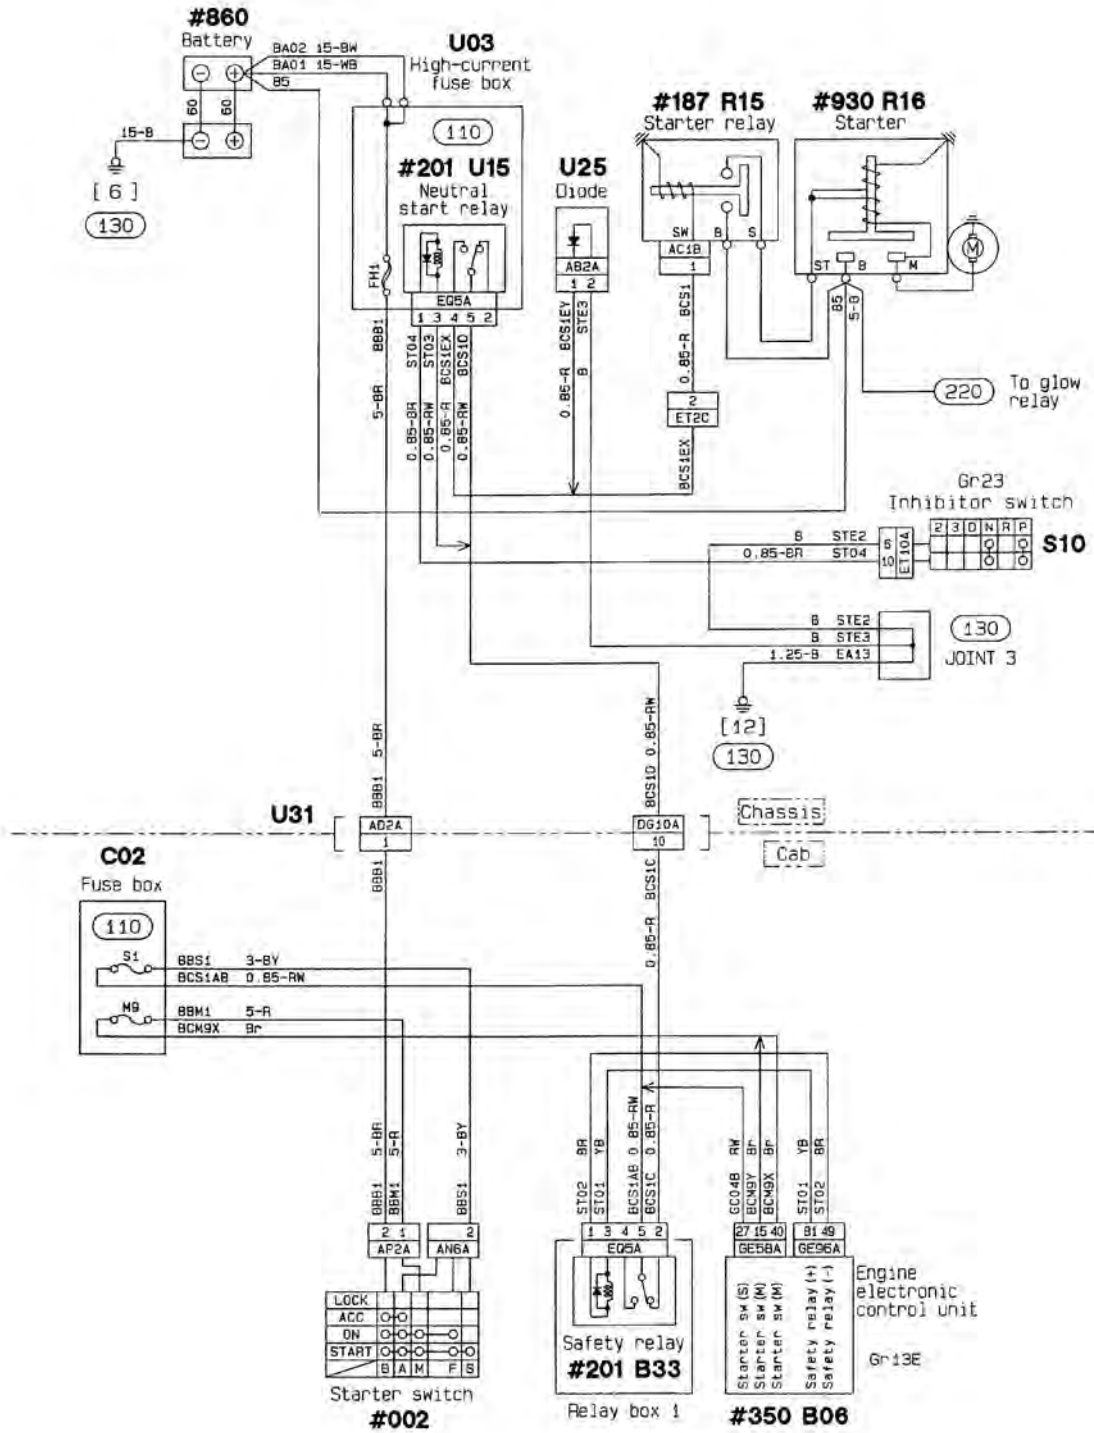 #860
Battery
BA02 15-BW
BA01 15-WB
85
60
60
15-B
[6]
130
U03
High-current
fuse box
110
#201 U15
Neutral
start relay
FM1
EQ5A
1 3 4 5 2
U25
Diode
AB2A
1 2
#187 R15
Starter relay
SW B S
AC1B
1
#930 R16
Starter
M
ST B M
85
5-B
BBB1
5-BR
ST04
ST03
BCS1EX
BCS1D
0.85-BR
0.85-RW
0.85-R
0.85-RW
BCS1EY
STE3
0.85-R
B
BCS1
0.85-R
2
ET2C
BCS1EX
220
To glow
relay
Gr23
Inhibitor switch
2 3 D N R P
S10
B STE2
0.85-BR ST04
6
10
ET10A
B STE2
B STE3
1.25-B EA13
130
JOINT 3
[12]
130
5-BR
BBB1
0.85-RW
BCS1D
U31
AD2A
1
DG10A
10
Chassis
Cab
BBB1
BCS1C
0.85-R
C02
Fuse box
110
S1
BBS1 3-BY
BCS1AB 0.85-RW
M9
BBM1 5-R
BCM9X Br
5-BR
5-R
3-BY
BBB1
BBM1
BBS1
2 1
AP2A
2
AN6A
LOCK
ACC
ON
START
B A M F S
Starter switch
#002
BR
YB
0.85-RW
0.85-R
ST02
ST01
BCS1AB
BCS1C
1 3 4 5 2
EQ5A
Safety relay
#201 B33
Relay box 1
RW
Br
Br
YB
BR
GC04B
BCM9Y
BCM9X
ST01
ST02
27 15 40
GE58A
81 49
GE96A
Starter sw(S)
Starter sw(M)
Starter sw(M)
Safety relay(+)
Safety relay(-)
Engine
electronic
control unit
Gr13E
#350 B06